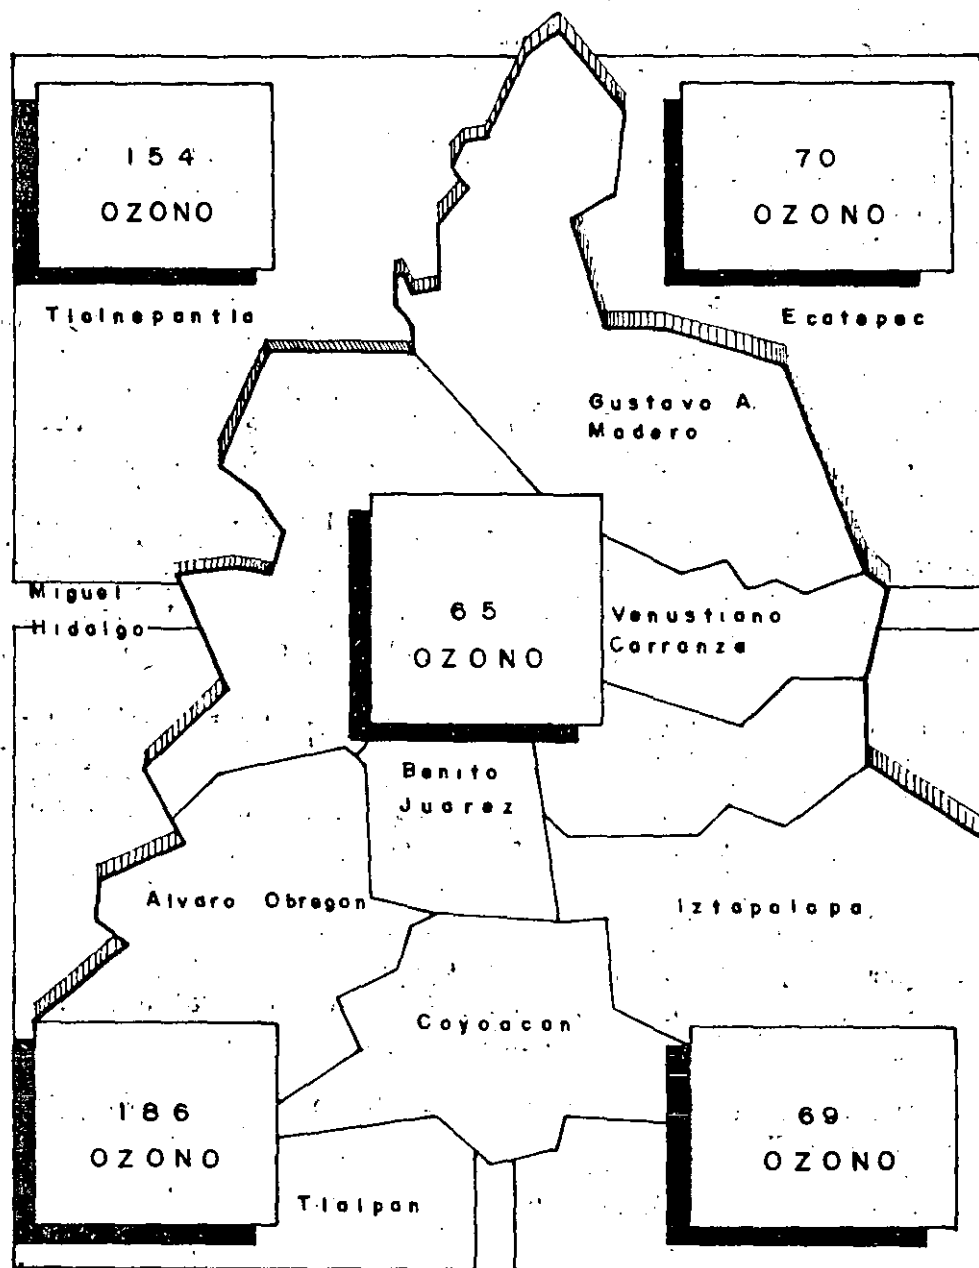 154
OZONO
70
OZONO
Tlalnepantla
Ecatepec
Gustavo A.
Madero
Miguel
Hidalgo
65
OZONO
Venustiano
Carranza
Benito
Juarez
Alvaro Obregon
Iztapalapa
Coyoacan
186
OZONO
69
OZONO
Tlalpan